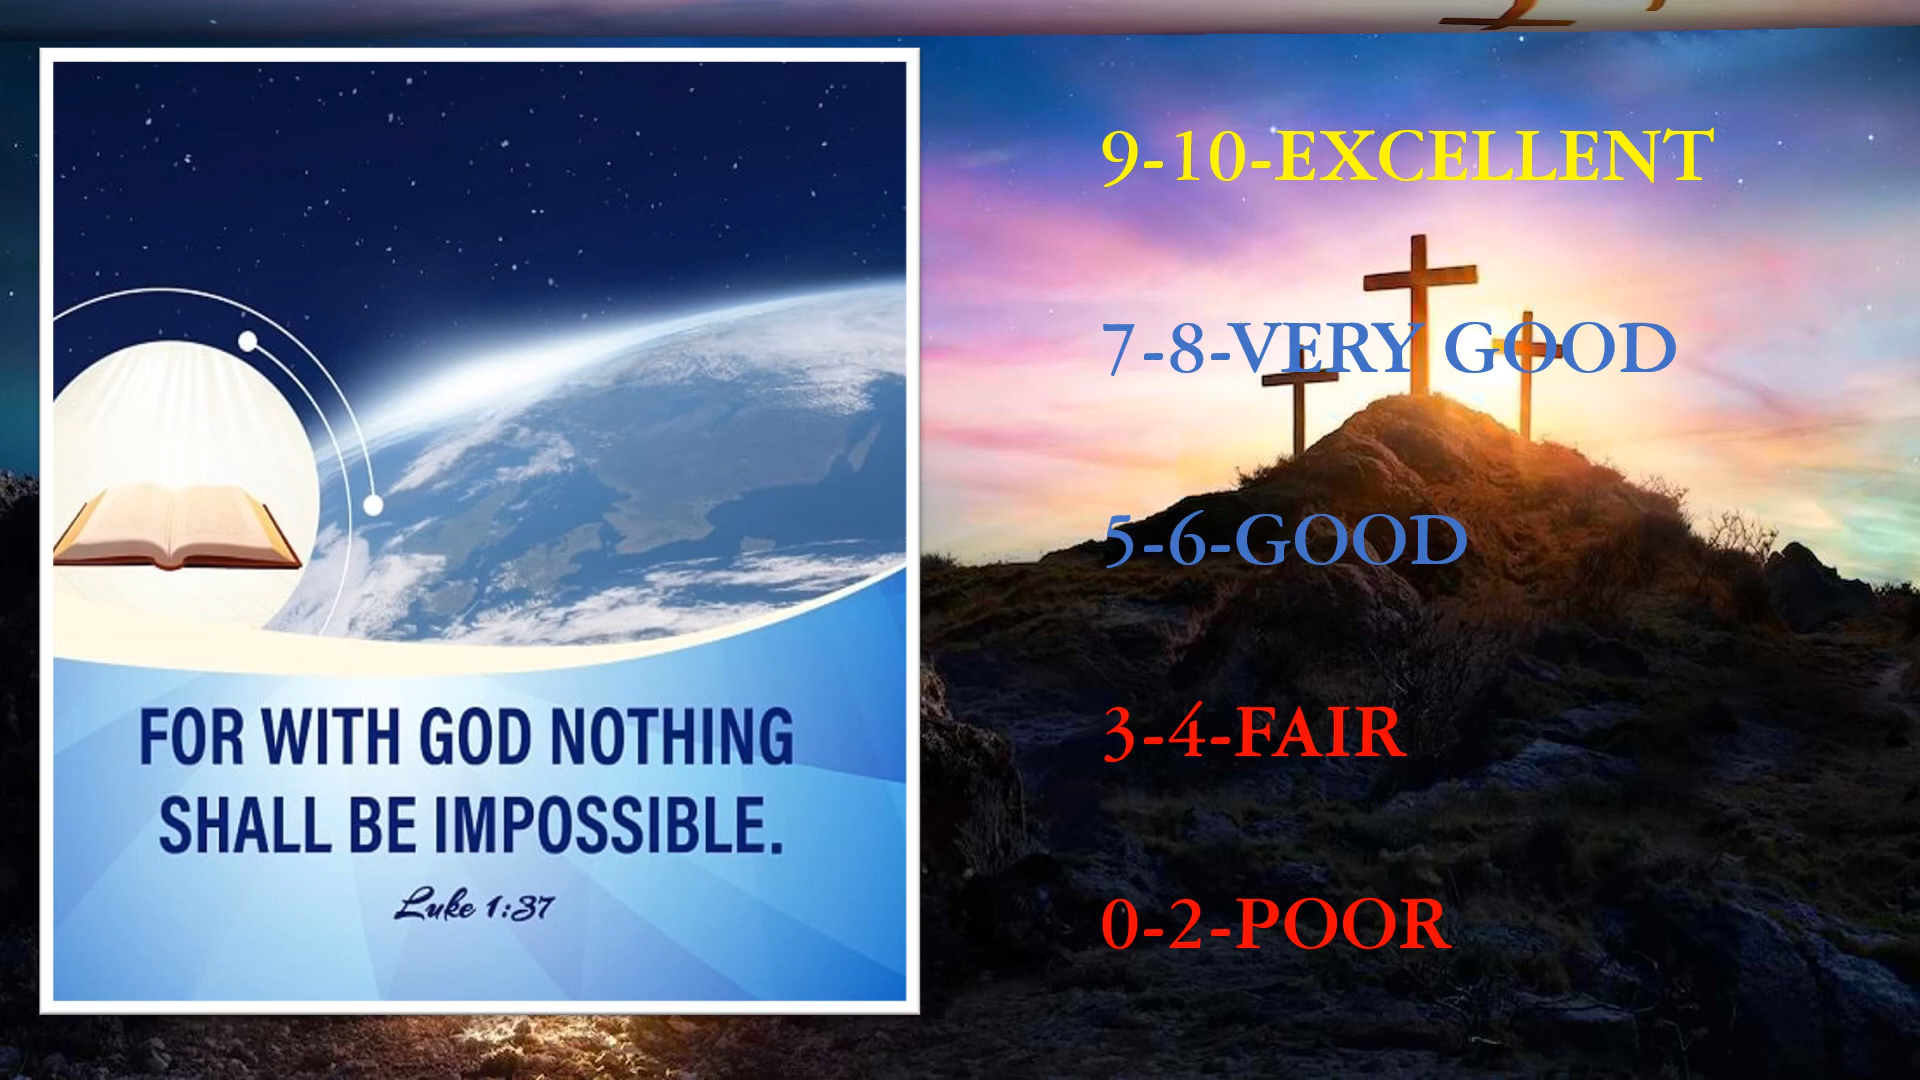 FOR WITH GOD NOTHING
SHALL BE IMPOSSIBLE.
Luke 1:37
9-10-EXCELLENT
7-8-VERY GOOD
5-6-GOOD
3-4-FAIR
0-2-POOR